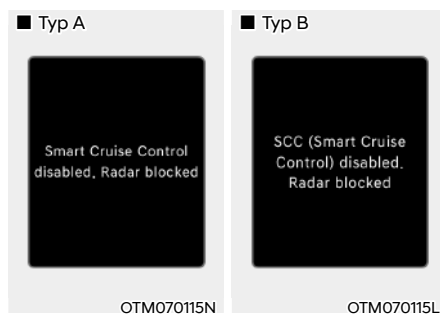 ■ Typ A
Smart Cruise Control
disabled. Radar blocked
OTM070115N
■ Typ B
SCC (Smart Cruise
Control) disabled.
Radar blocked
OTM070115L